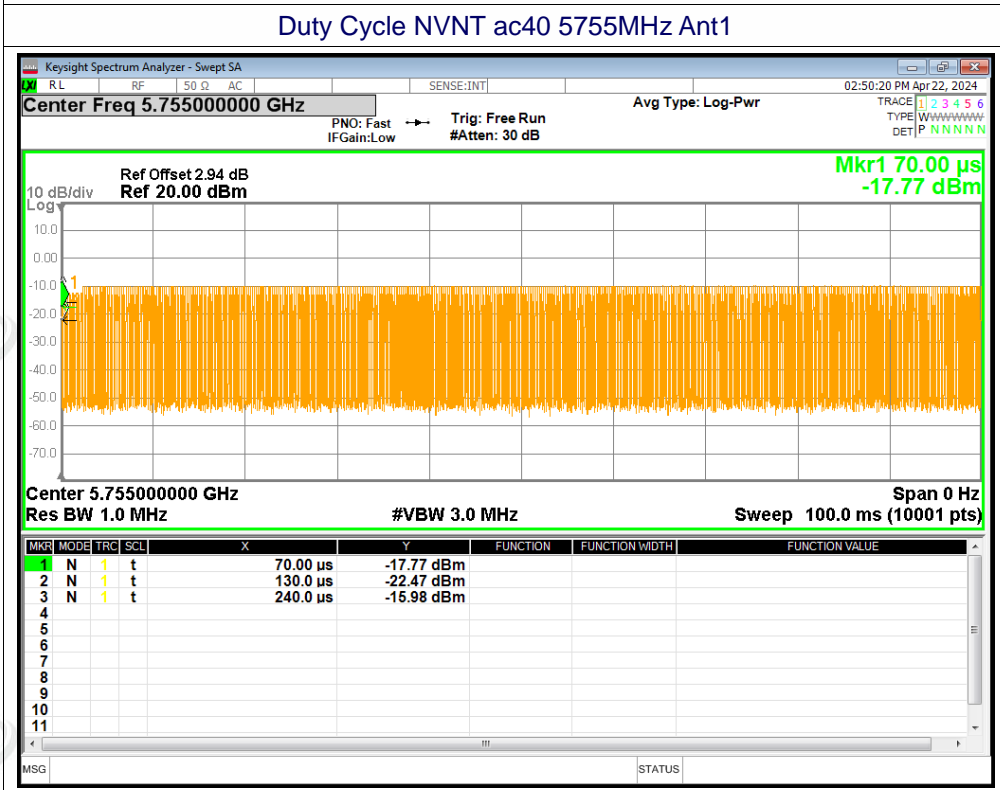 Duty Cycle NVNT ac40 5755MHz Ant1
Keysight Spectrum Analyzer - Swept SA
LXI RL RF 50 Ω AC SENSE:INT 02:50:20 PM Apr 22, 2024
Center Freq 5.755000000 GHz
PNO: Fast
IFGain:Low
Trig: Free Run
#Atten: 30 dB
Avg Type: Log-Pwr
TRACE 1 2 3 4 5 6
TYPE WWWWWW
DET P N N N N N
Mkr1 70.00 µs
-17.77 dBm
Ref Offset 2.94 dB
10 dB/div Ref 20.00 dBm
Log
10.0
0.00
-10.0
-20.0
-30.0
-40.0
-50.0
-60.0
-70.0
1
Center 5.755000000 GHz Span 0 Hz
Res BW 1.0 MHz #VBW 3.0 MHz Sweep 100.0 ms (10001 pts)
MKR MODE TRC SCL X Y FUNCTION FUNCTION WIDTH FUNCTION VALUE
1 N 1 t 70.00 µs -17.77 dBm
2 N 1 t 130.0 µs -22.47 dBm
3 N 1 t 240.0 µs -15.98 dBm
4
5
6
7
8
9
10
11
MSG STATUS